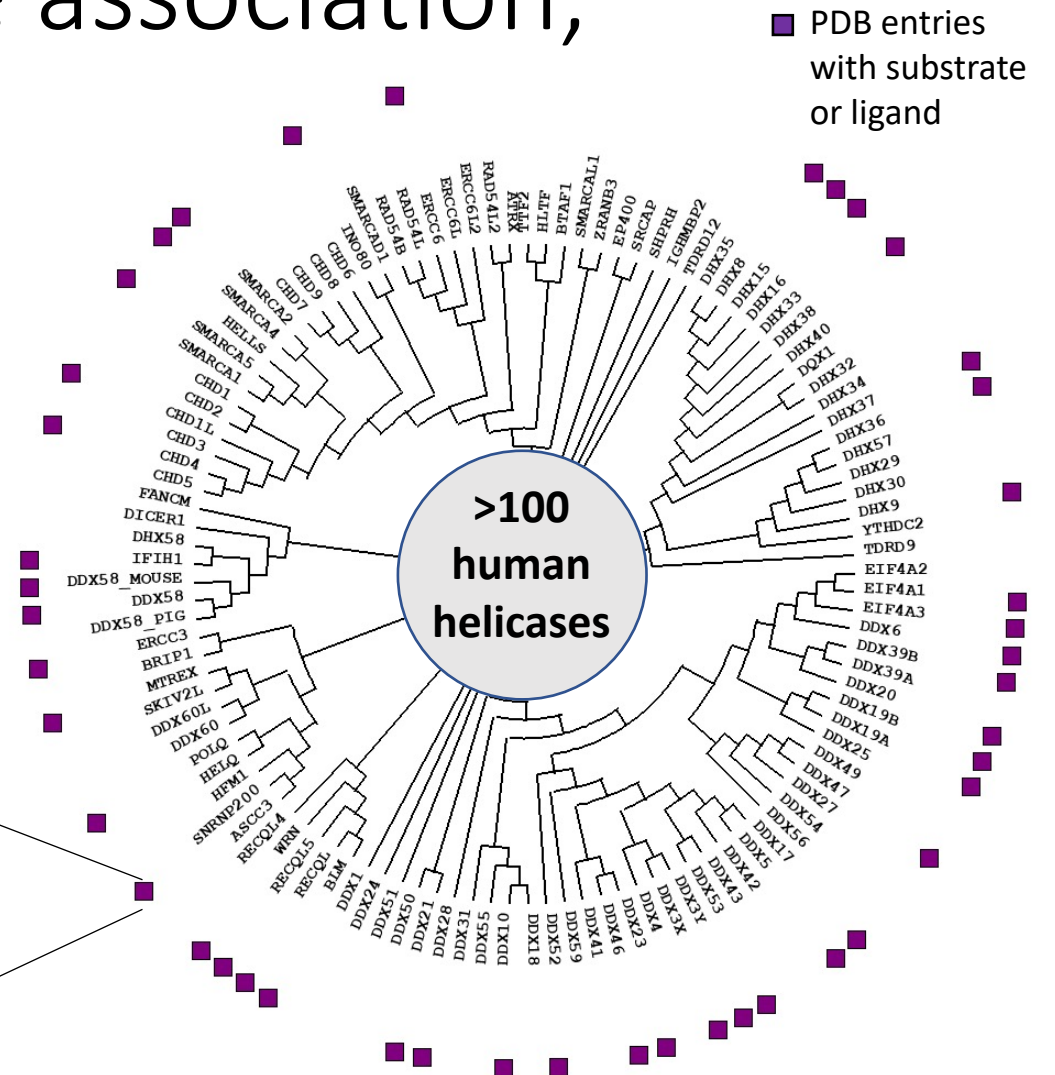 association,
PDB entries
with substrate
or ligand
>100
human
helicases
SMARCAD1
RAD54B
RAD54L
ERCC6
ERCC6L
ERCC6L2
RAD54L2
ATRX
TTF2
HLTF
BTAF1
SMARCAL1
ZRANB3
EP400
SRCAP
SHPRH
IGHMBP2
TDRD12
DHX35
DHX8
DHX15
DHX16
DHX33
DHX38
DHX40
DQX1
DHX32
DHX34
DHX37
DHX36
DHX57
DHX29
DHX30
DHX9
YTHDC2
TDRD9
EIF4A2
EIF4A1
EIF4A3
DDX6
DDX39B
DDX39A
DDX20
DDX19B
DDX19A
DDX25
DDX49
DDX47
DDX27
DDX54
DDX56
DDX17
DDX5
DDX42
DDX43
DDX53
DDX3Y
DDX3X
DDX4
DDX23
DDX46
DDX41
DDX59
DDX52
DDX18
DDX10
DDX55
DDX31
DDX28
DDX21
DDX50
DDX51
DDX24
DDX1
BLM
RECQL
RECQL5
WRN
RECQL4
ASCC3
SNRNP200
HFM1
HELQ
POLQ
DDX60
DDX60L
SKIV2L
MTREX
BRIP1
ERCC3
DDX58_PIG
DDX58
DDX58_MOUSE
IFIH1
DHX58
DICER1
FANCM
CHD5
CHD4
CHD3
CHD1L
CHD2
CHD1
SMARCA1
SMARCA5
HELLS
SMARCA4
SMARCA2
CHD7
CHD9
CHD8
CHD6
INO80